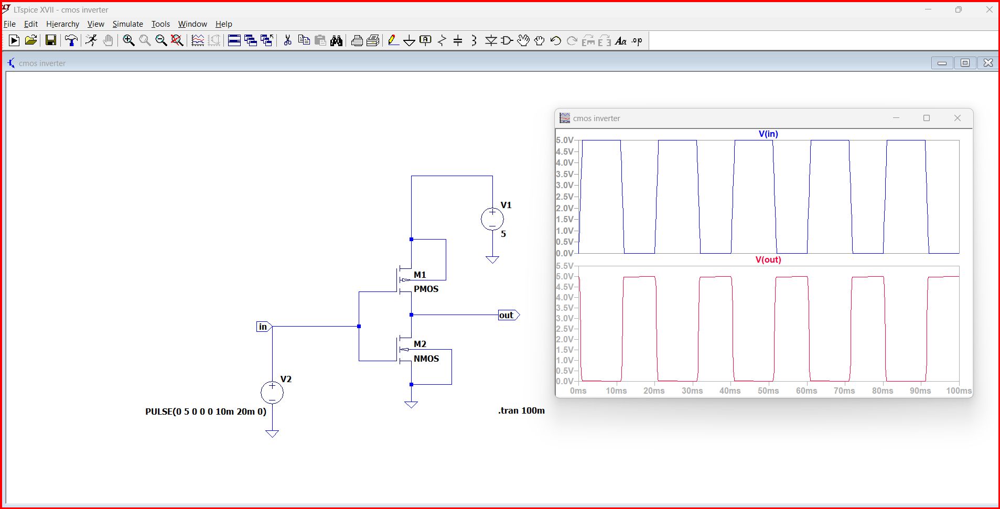 LTspice XVII - cmos inverter
File Edit Hierarchy View Simulate Tools Window Help
A
Aa .op
cmos inverter
V1
5
M1
PMOS
out
in
M2
NMOS
V2
PULSE(0 5 0 0 0 10m 20m 0)
.tran 100m
cmos inverter
V(in)
5.0V
4.5V
4.0V
3.5V
3.0V
2.5V
2.0V
1.5V
1.0V
0.5V
0.0V
V(out)
5.5V
5.0V
4.5V
4.0V
3.5V
3.0V
2.5V
2.0V
1.5V
1.0V
0.5V
0.0V
0ms 10ms 20ms 30ms 40ms 50ms 60ms 70ms 80ms 90ms 100ms